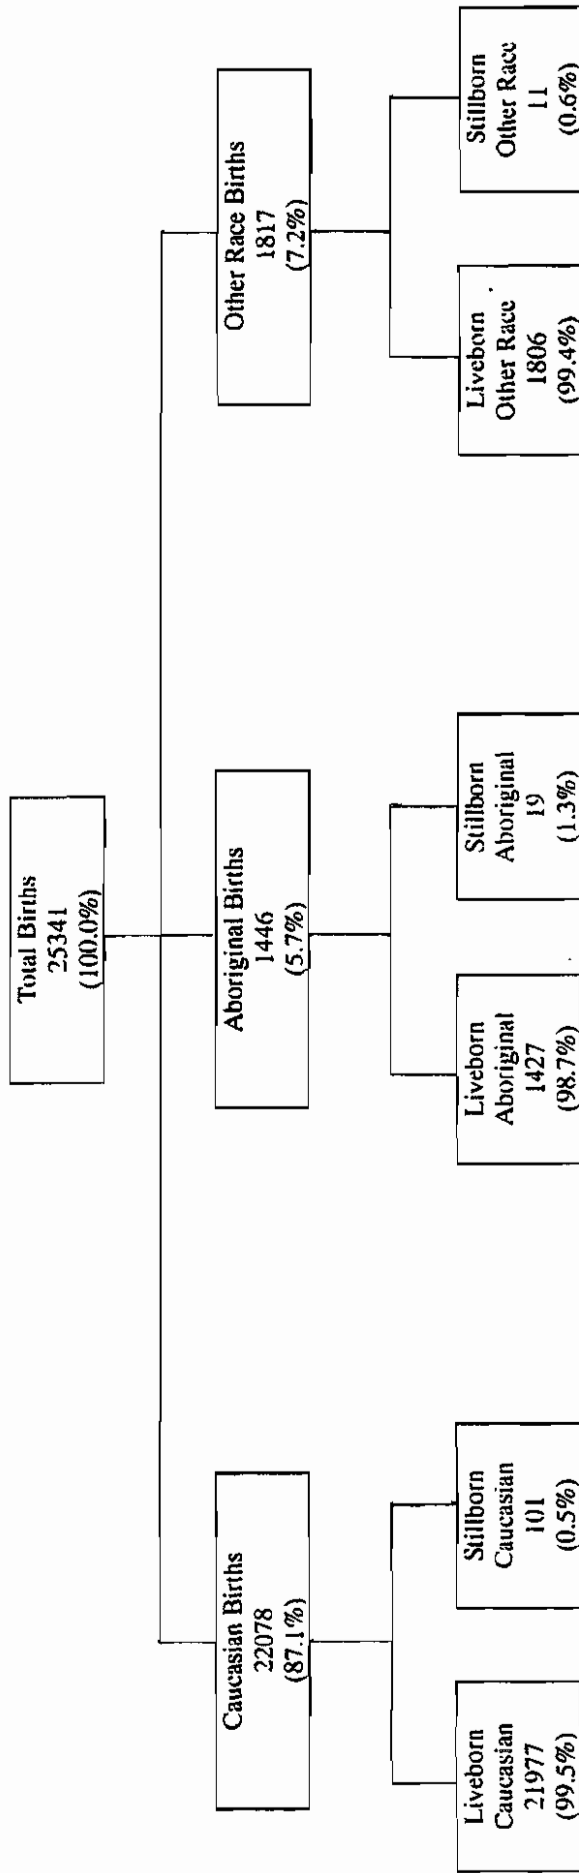 Total Births
25341
(100.0%)
Caucasian Births
22078
(87.1%)
Aboriginal Births
1446
(5.7%)
Other Race Births
1817
(7.2%)
Liveborn
Caucasian
21977
(99.5%)
Stillborn
Caucasian
101
(0.5%)
Liveborn
Aboriginal
1427
(98.7%)
Stillborn
Aboriginal
19
(1.3%)
Liveborn
Other Race
1806
(99.4%)
Stillborn
Other Race
11
(0.6%)